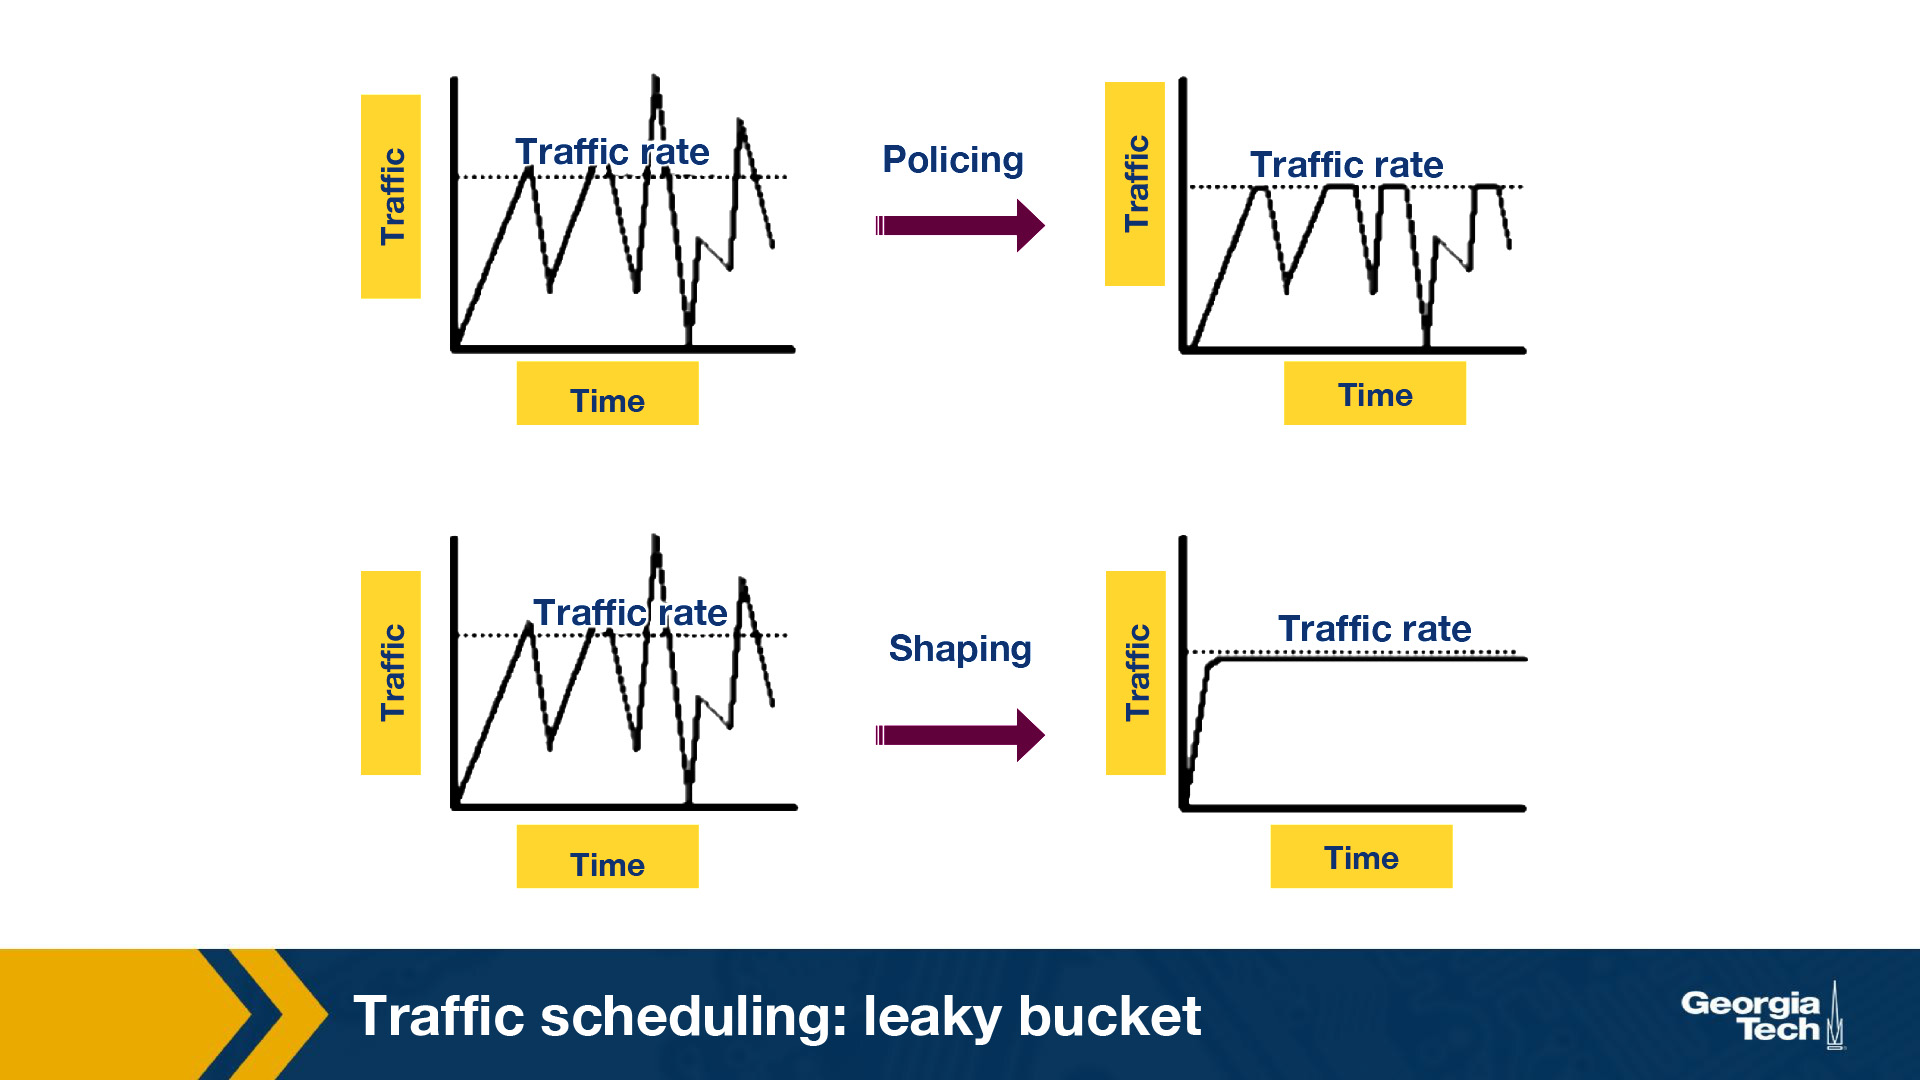 Traffic
Traffic rate
Time
Policing
Traffic
Traffic rate
Time
Traffic
Traffic rate
Time
Shaping
Traffic
Traffic rate
Time
Traffic scheduling: leaky bucket
Georgia
Tech